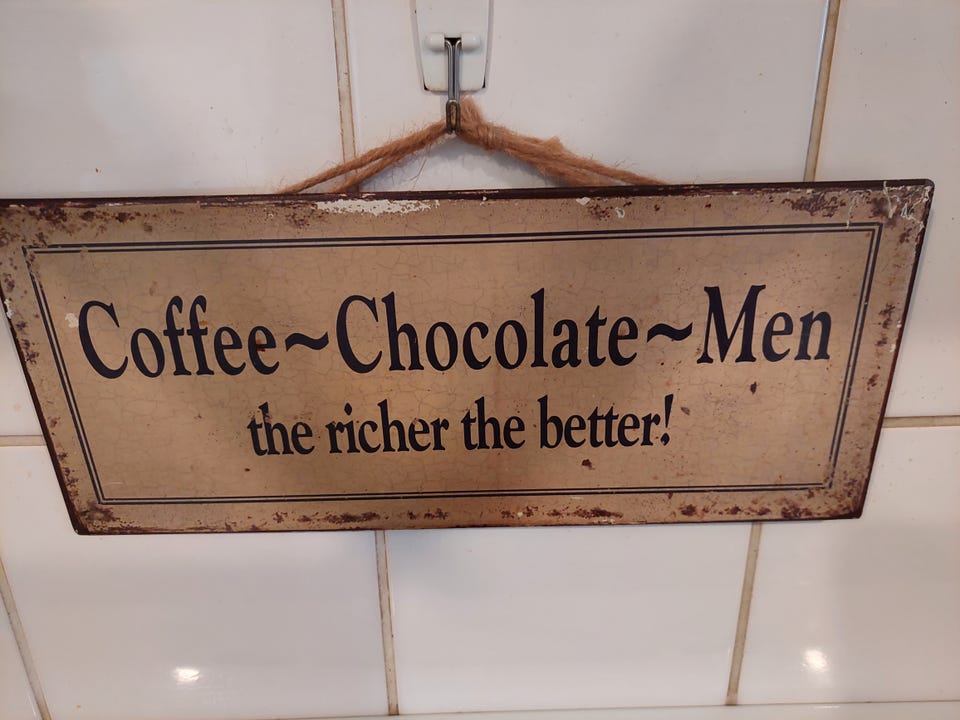 Coffee~Chocolate~Men
the richer the better!